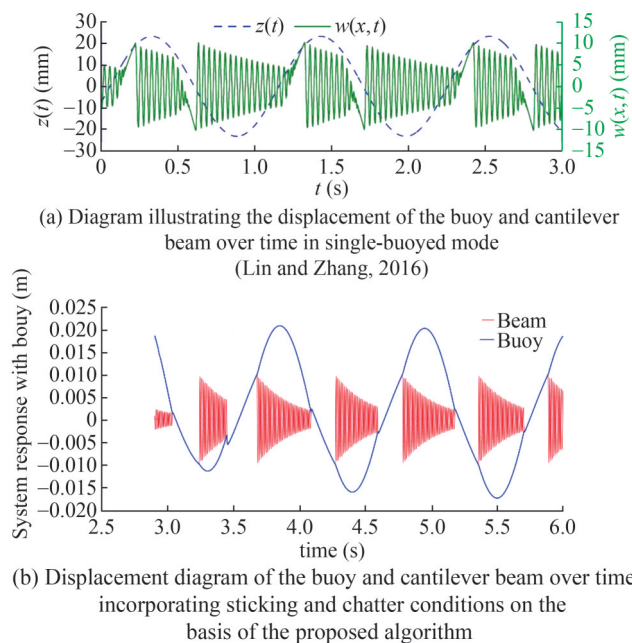 z(t) w(x,t)
30 15
20 10
10 5
0 0
−10 −5
−20 −10
−30 −15
z(t) (mm)
w(x,t) (mm)
0 0.5 1.0 1.5 2.0 2.5 3.0
t (s)
(a) Diagram illustrating the displacement of the buoy and cantilever
beam over time in single-buoyed mode
(Lin and Zhang, 2016)
System response with bouy (m)
0.025
0.020
0.015
0.010
0.005
0
−0.005
−0.010
−0.015
−0.020
Beam
Buoy
2.5 3.0 3.5 4.0 4.5 5.0 5.5 6.0
time (s)
(b) Displacement diagram of the buoy and cantilever beam over time
incorporating sticking and chatter conditions on the
basis of the proposed algorithm